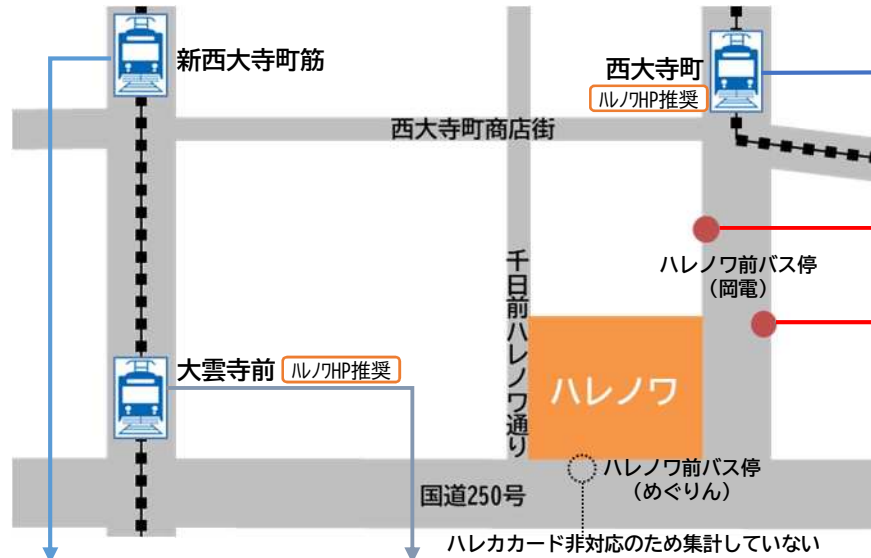 新西大寺町筋
西大寺町
ハレノワHP推奨
西大寺町商店街
千日前ハレノワ通り
ハレノワ前バス停
（岡電）
大雲寺前
ハレノワHP推奨
ハレノワ
ハレノワ前バス停
（めぐりん）
国道250号
ハレカカード非対応のため集計していない